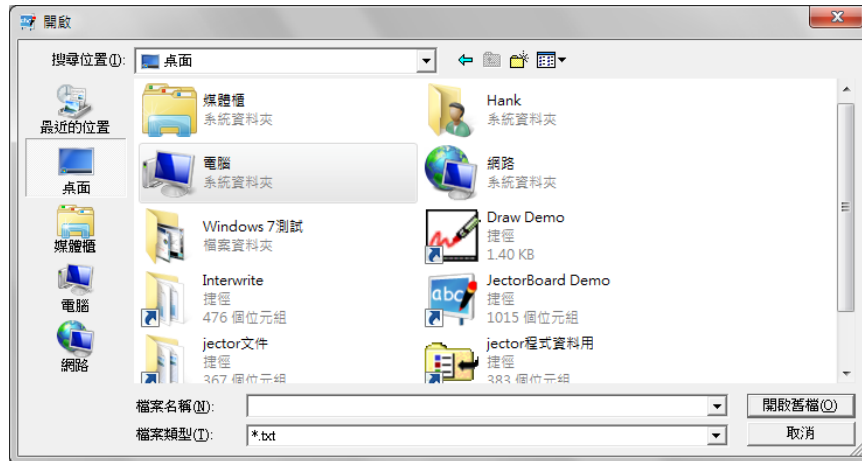 開啟
搜尋位置(I):
桌面
最近的位置
桌面
媒體櫃
電腦
網路
媒體櫃
系統資料夾
Hank
系統資料夾
電腦
系統資料夾
網路
系統資料夾
Windows 7測試
檔案資料夾
Draw Demo
捷徑
1.40 KB
Interwrite
捷徑
476 個位元組
JectorBoard Demo
捷徑
1015 個位元組
jector文件
捷徑
367 個位元組
jector程式資料用
捷徑
383 個位元組
檔案名稱(N):
開啟舊檔(O)
檔案類型(T):
*.txt
取消